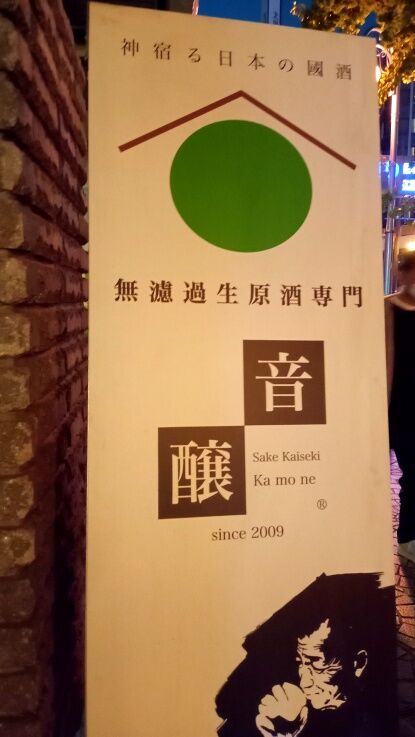 神宿る日本の國酒
無濾過生原酒専門
音
醸
Sake Kaiseki
Ka mo ne
®
since 2009